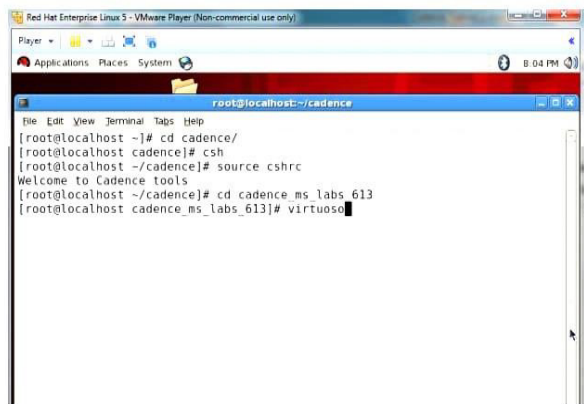 Red Hat Enterprise Linux 5 - VMware Player (Non-commercial use only)
Player
Applications Places System 8:04 PM
root@localhost:~/cadence
File Edit View Terminal Tabs Help
[root@localhost ~]# cd cadence/
[root@localhost cadence]# csh
[root@localhost ~/cadence]# source cshrc
Welcome to Cadence tools
[root@localhost ~/cadence]# cd cadence_ms_labs_613
[root@localhost cadence_ms_labs_613]# virtuoso